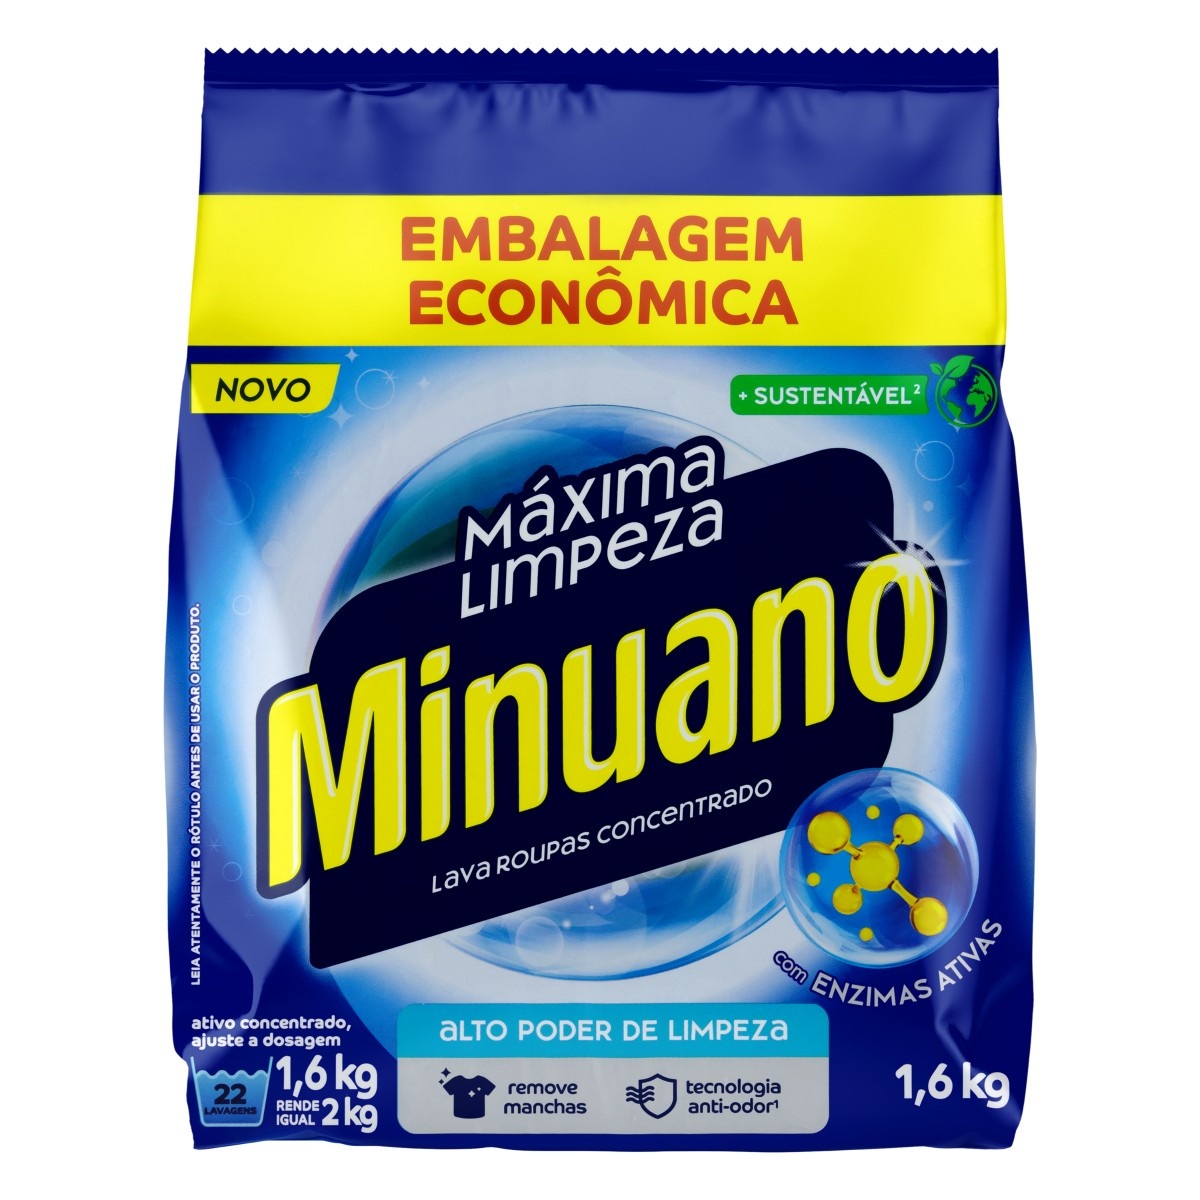 EMBALAGEM
ECONÔMICA
NOVO
+ SUSTENTÁVEL²
MÁXIMA
LIMPEZA
Minuano
LAVA ROUPAS CONCENTRADO
com ENZIMAS ATIVAS
LEIA ATENTAMENTE O RÓTULO ANTES DE USAR O PRODUTO.
ativo concentrado,
ajuste a dosagem
22
LAVAGENS
1,6 kg
RENDE
IGUAL 2 kg
ALTO PODER DE LIMPEZA
remove
manchas
tecnologia
anti-odor¹
1,6 kg